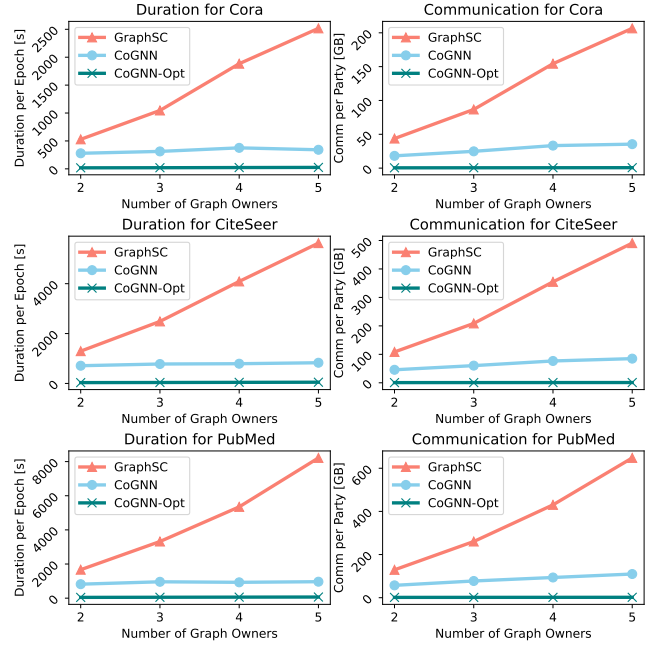 Duration for Cora
Duration per Epoch [s]
2500
2000
1500
1000
500
0
GraphSC
CoGNN
CoGNN-Opt
2 3 4 5
Number of Graph Owners
Communication for Cora
Comm per Party [GB]
200
150
100
50
0
GraphSC
CoGNN
CoGNN-Opt
2 3 4 5
Number of Graph Owners
Duration for CiteSeer
Duration per Epoch [s]
4000
2000
0
GraphSC
CoGNN
CoGNN-Opt
2 3 4 5
Number of Graph Owners
Communication for CiteSeer
Comm per Party [GB]
500
400
300
200
100
0
GraphSC
CoGNN
CoGNN-Opt
2 3 4 5
Number of Graph Owners
Duration for PubMed
Duration per Epoch [s]
8000
6000
4000
2000
0
GraphSC
CoGNN
CoGNN-Opt
2 3 4 5
Number of Graph Owners
Communication for PubMed
Comm per Party [GB]
600
400
200
0
GraphSC
CoGNN
CoGNN-Opt
2 3 4 5
Number of Graph Owners